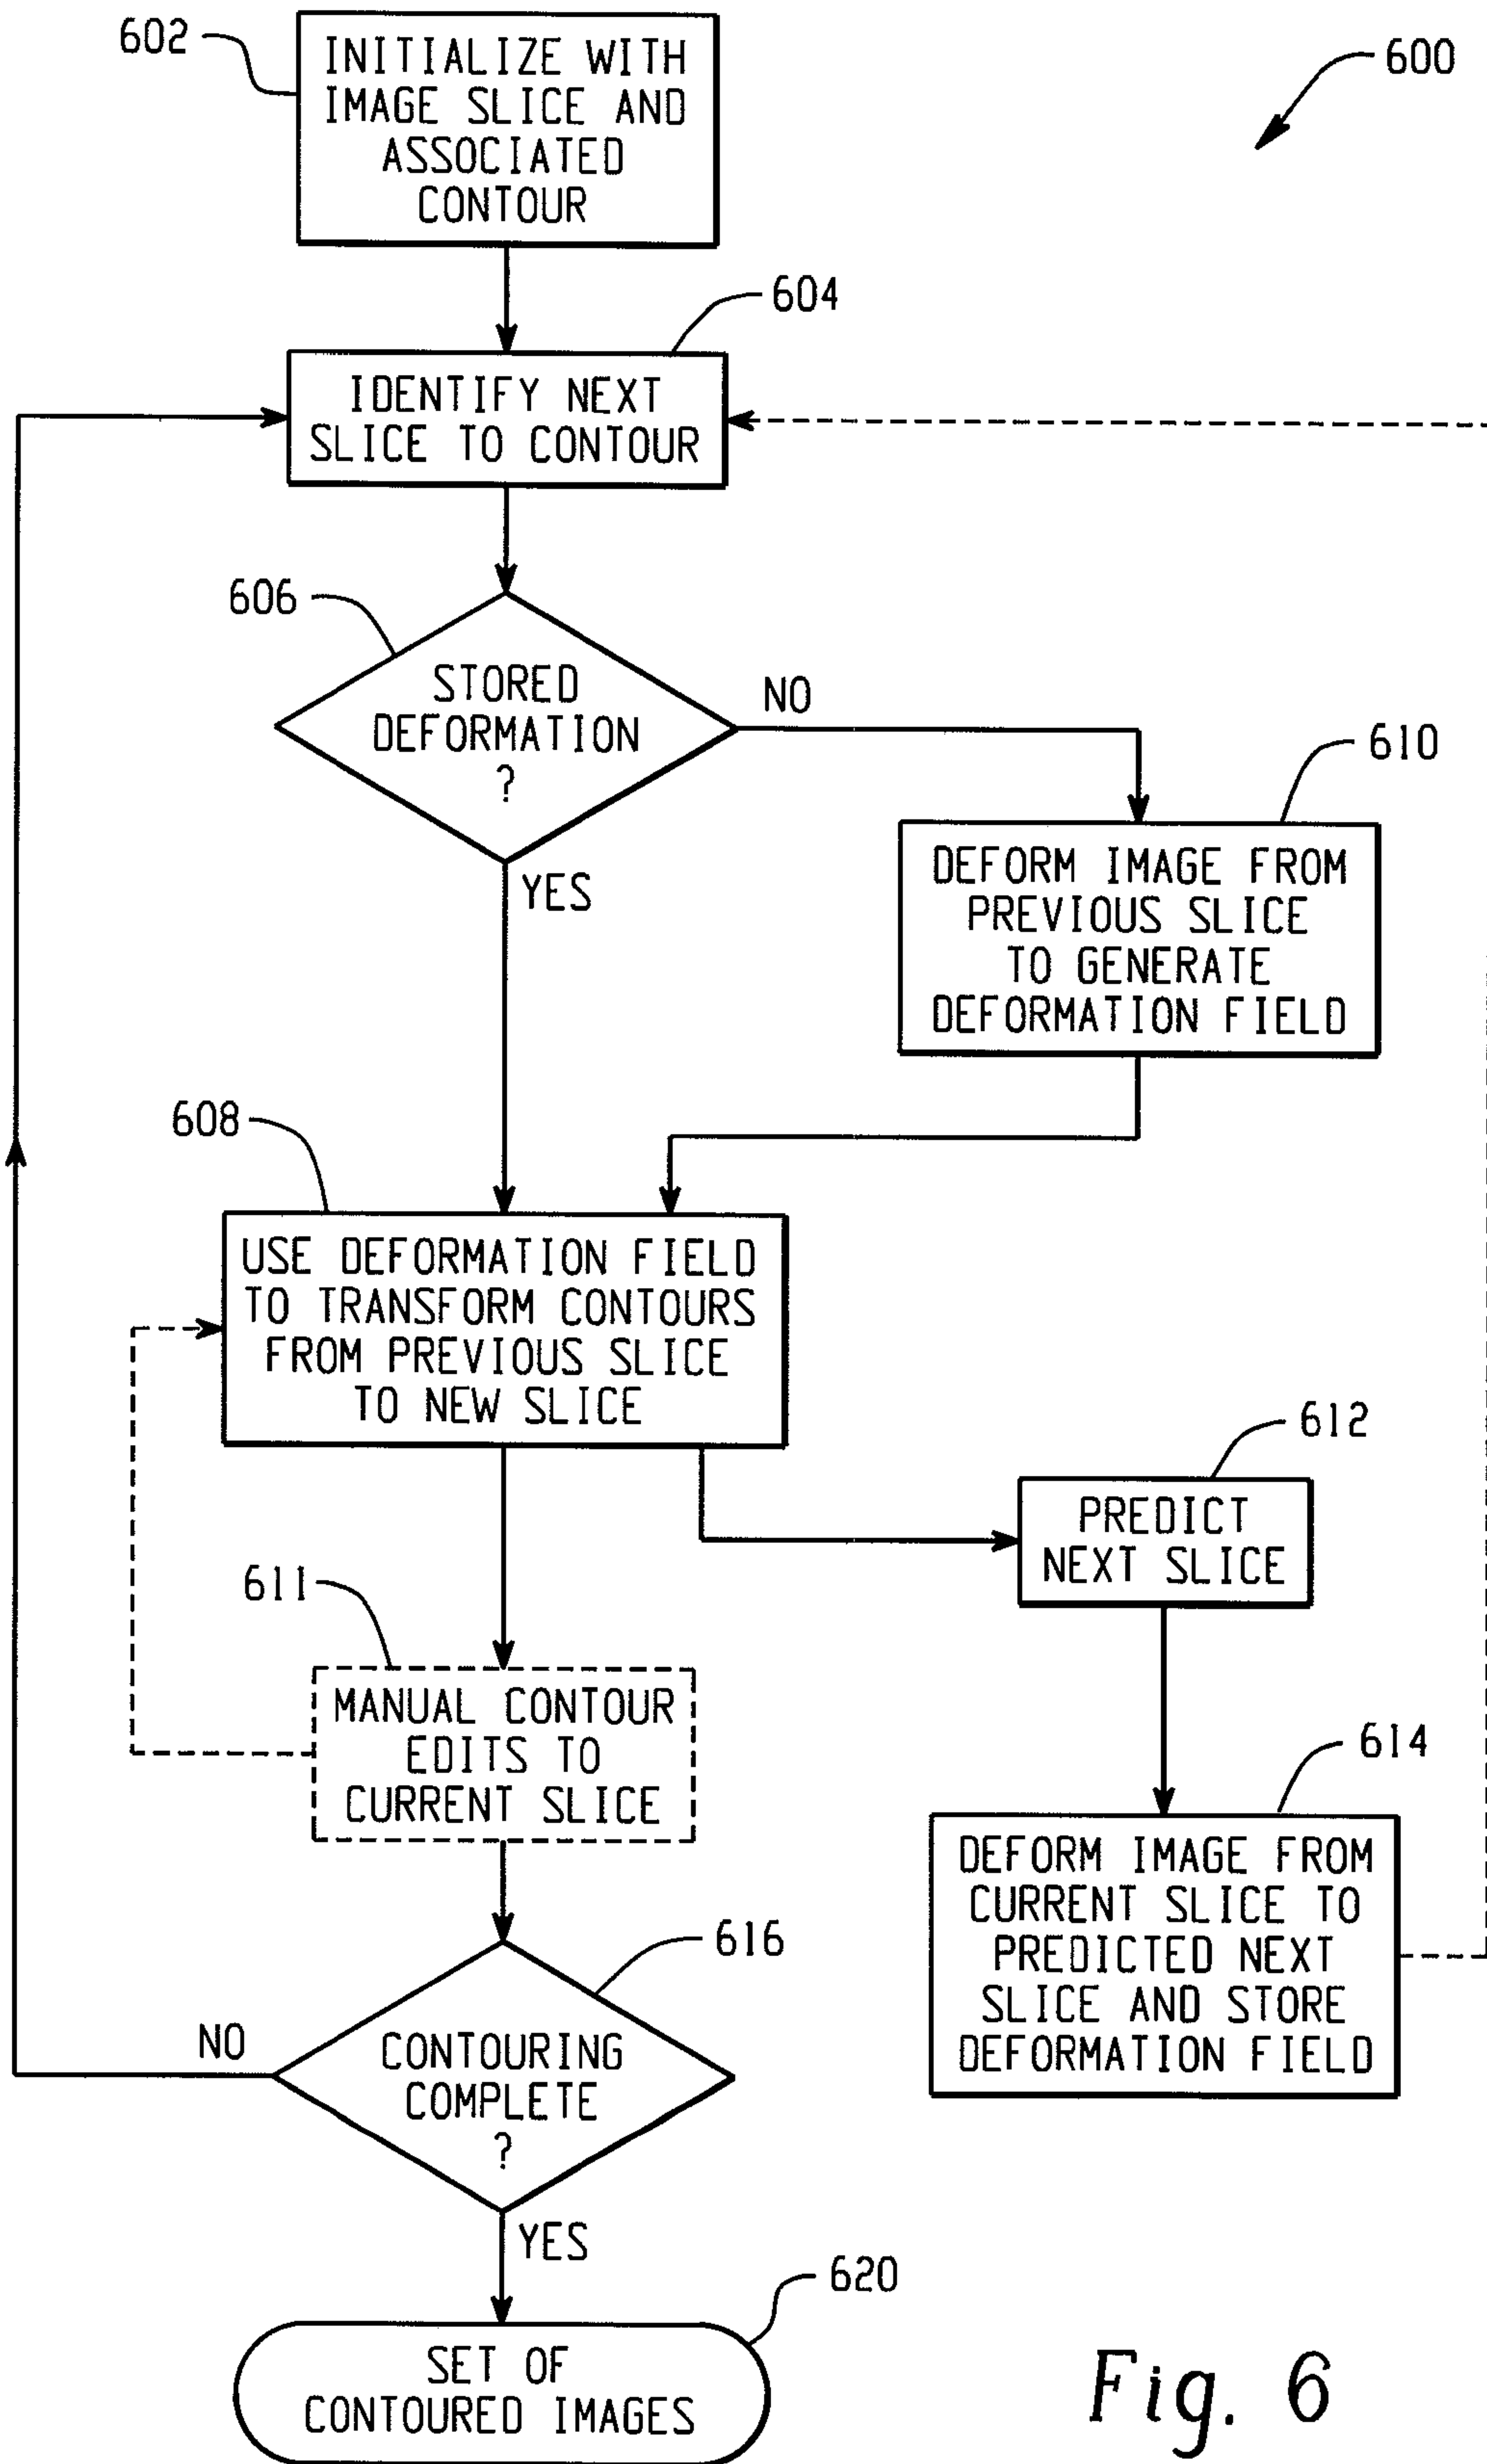 602
INITIALIZE WITH
IMAGE SLICE AND
ASSOCIATED
CONTOUR
600
604
IDENTIFY NEXT
SLICE TO CONTOUR
606
STORED
DEFORMATION
?
NO
YES
610
DEFORM IMAGE FROM
PREVIOUS SLICE
TO GENERATE
DEFORMATION FIELD
608
USE DEFORMATION FIELD
TO TRANSFORM CONTOURS
FROM PREVIOUS SLICE
TO NEW SLICE
612
PREDICT
NEXT SLICE
611
MANUAL CONTOUR
EDITS TO
CURRENT SLICE
614
DEFORM IMAGE FROM
CURRENT SLICE TO
PREDICTED NEXT
SLICE AND STORE
DEFORMATION FIELD
616
CONTOURING
COMPLETE
?
NO
YES
620
SET OF
CONTOURED IMAGES
Fig. 6